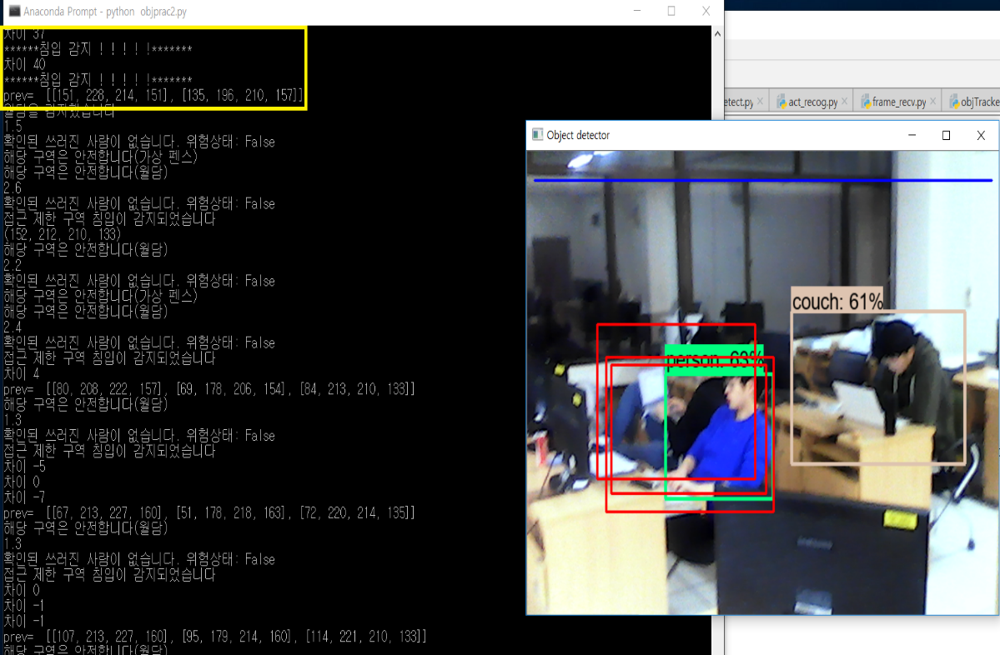 Anaconda Prompt - python objprac2.py
차이 37
******침입 감지 ! ! ! ! !*******
차이 40
******침입 감지 ! ! ! ! !*******
prev=  [[151, 228, 214, 151], [135, 196, 210, 157]]
월담을 감지했습니다
1.5
확인된 쓰러진 사람이 없습니다. 위험상태: False
해당 구역은 안전합니다(가상 펜스)
해당 구역은 안전합니다(월담)
2.6
확인된 쓰러진 사람이 없습니다. 위험상태: False
접근 제한 구역 침입이 감지되었습니다
(152, 212, 210, 133)
해당 구역은 안전합니다(월담)
2.2
확인된 쓰러진 사람이 없습니다. 위험상태: False
해당 구역은 안전합니다(가상 펜스)
해당 구역은 안전합니다(월담)
2.4
확인된 쓰러진 사람이 없습니다. 위험상태: False
접근 제한 구역 침입이 감지되었습니다
차이 4
prev=  [[80, 208, 222, 157], [69, 178, 206, 154], [84, 213, 210, 133]]
해당 구역은 안전합니다(월담)
1.3
확인된 쓰러진 사람이 없습니다. 위험상태: False
접근 제한 구역 침입이 감지되었습니다
차이 -5
차이 0
차이 -7
prev=  [[67, 213, 227, 160], [51, 178, 218, 163], [72, 220, 214, 135]]
해당 구역은 안전합니다(월담)
1.3
확인된 쓰러진 사람이 없습니다. 위험상태: False
접근 제한 구역 침입이 감지되었습니다
차이 0
차이 -1
차이 -1
prev=  [[107, 213, 227, 160], [95, 179, 214, 160], [114, 221, 210, 133]]
해당 구역은 안전합니다(월담)
etect.py
act_recog.py
frame_recv.py
objTracke
Object detector
couch: 61%
person: 63%
SAMSUNG